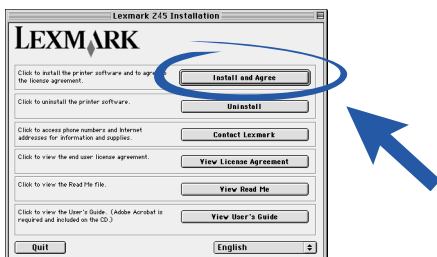 Lexmark Z45 Installation
LEXMARK
Click to install the printer software and to agree to
the license agreement.
Install and Agree
Click to uninstall the printer software.
Uninstall
Click to access phone numbers and Internet
addresses for information and supplies.
Contact Lexmark
Click to view the end user license agreement.
View License Agreement
Click to view the Read Me file.
View Read Me
Click to view the User's Guide. (Adobe Acrobat is
required and included on the CD.)
View User's Guide
Quit
English